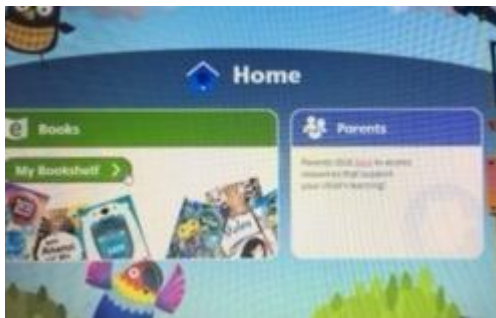 Home
e Books
Parents
My Bookshelf
Parents click here to access
resources that support
your child's learning!